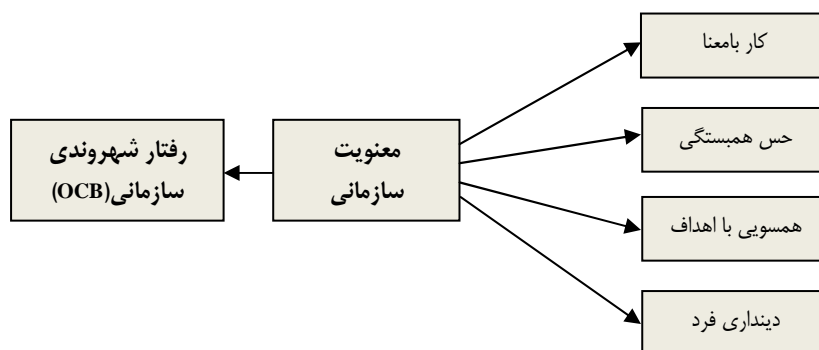 کار بامعنا
حس همبستگی
رفتار شهروندی
سازمانی(OCB)
معنویت
سازمانی
همسویی با اهداف
دینداری فرد